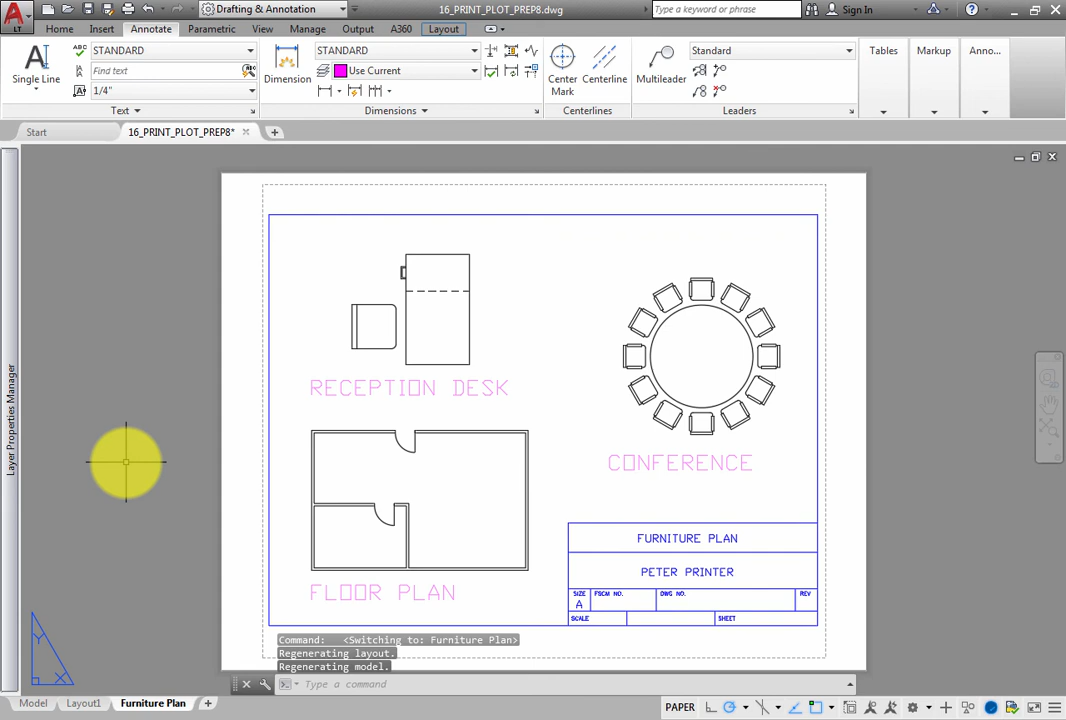 Drafting & Annotation
16_PRINT_PLOT_PREP8.dwg
Type a keyword or phrase
Sign In
LT
Home Insert Annotate Parametric View Manage Output A360 Layout
A
Single Line
ABC
STANDARD
Find text
1/4"
Text
Dimension
STANDARD
Use Current
Dimensions
Center Mark
Centerline
Centerlines
Multileader
Standard
Leaders
Tables
Markup
Anno...
Start
16_PRINT_PLOT_PREP8*
Layer Properties Manager
RECEPTION DESK
CONFERENCE
FLOOR PLAN
FURNITURE PLAN
PETER PRINTER
SIZE FSCM NO. DWG NO. REV
A
SCALE SHEET
Y
X
Command: <Switching to: Furniture Plan>
Regenerating layout.
Regenerating model.
Type a command
Model Layout1 Furniture Plan
PAPER